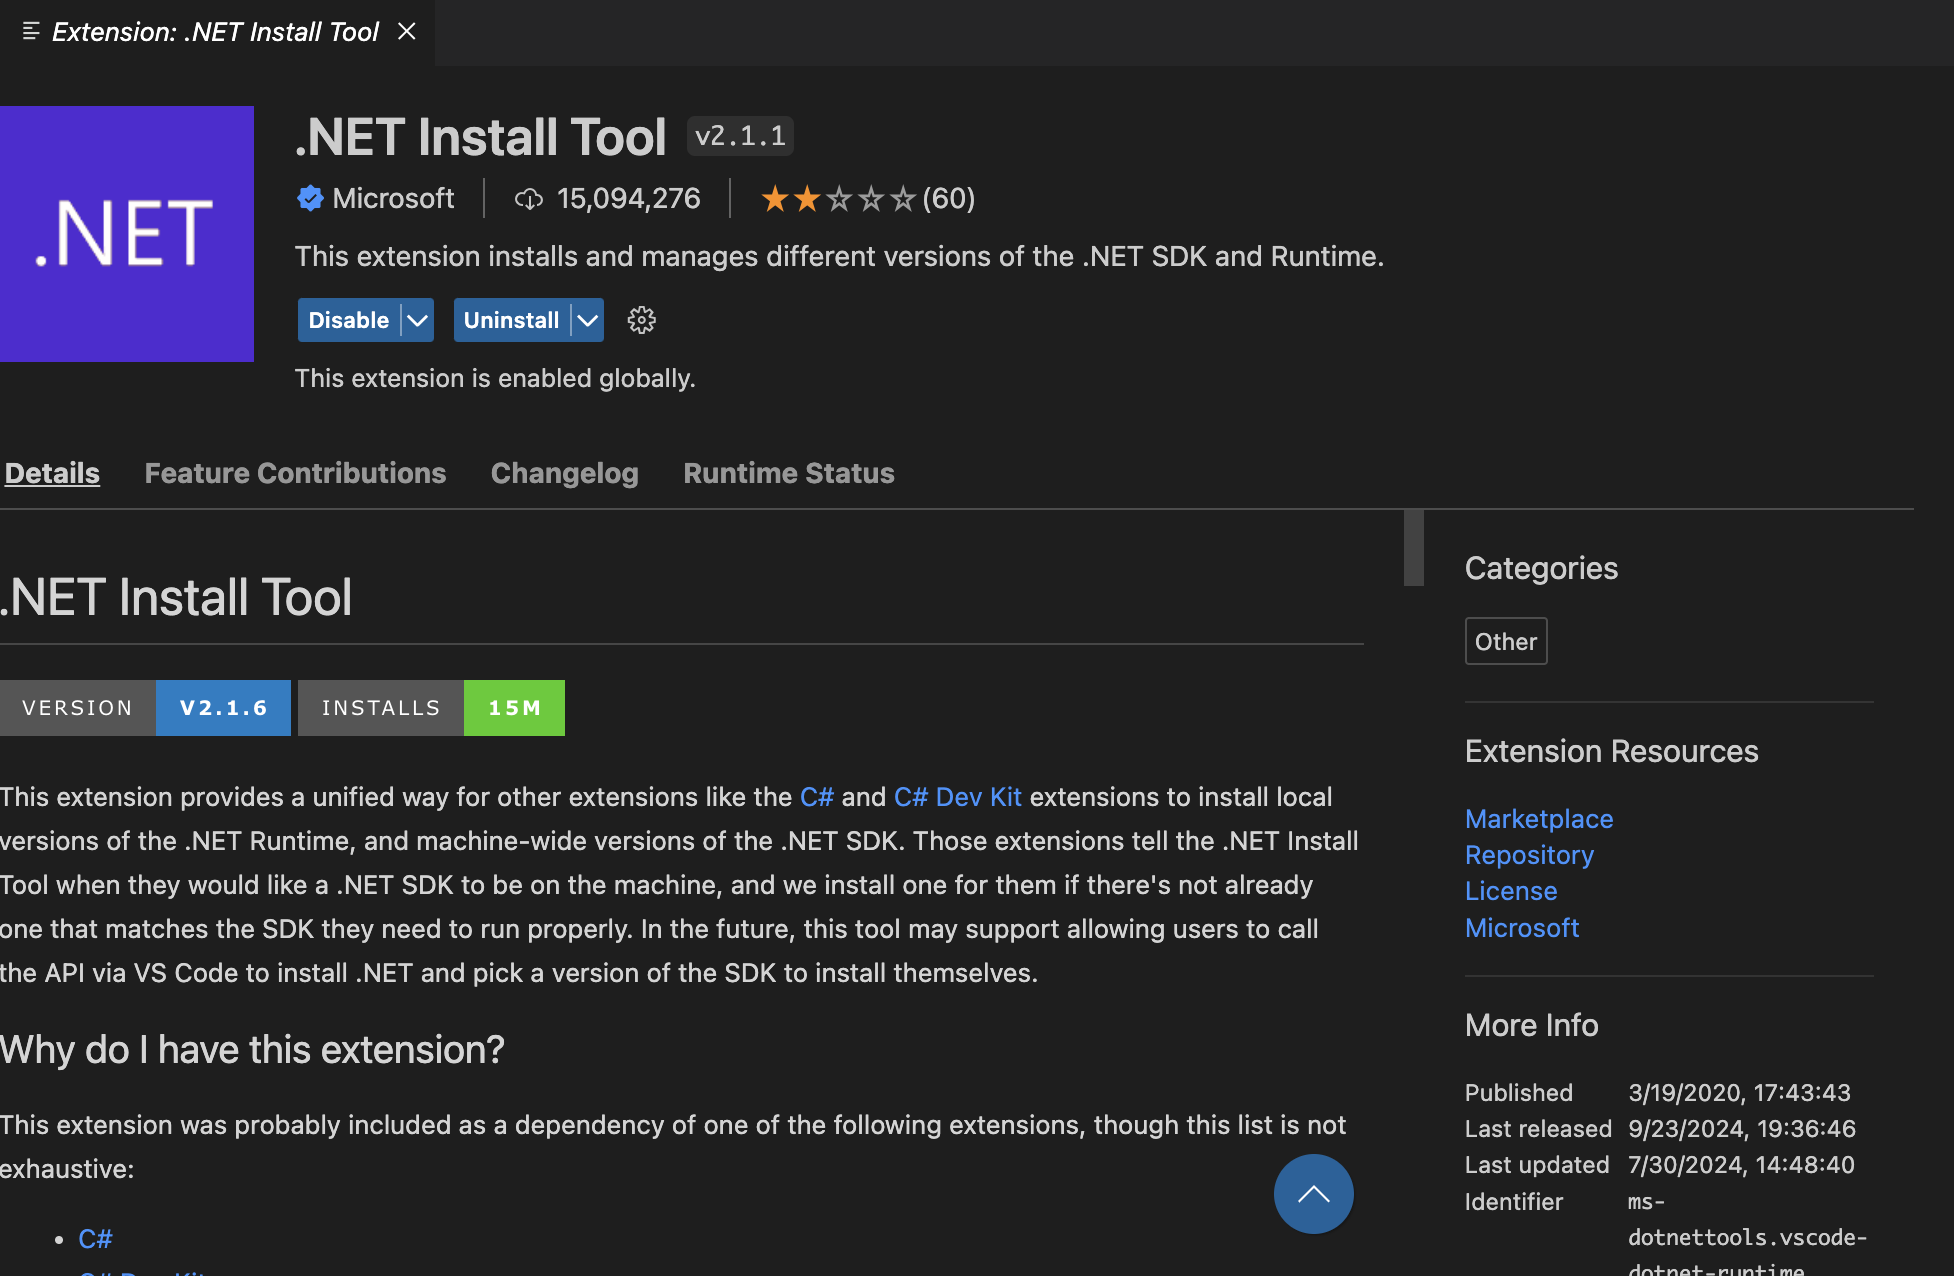 Extension: .NET Install Tool
.NET
.NET Install Tool v2.1.1
Microsoft 15,094,276 (60)
This extension installs and manages different versions of the .NET SDK and Runtime.
Disable Uninstall
This extension is enabled globally.
Details Feature Contributions Changelog Runtime Status
.NET Install Tool
VERSION V2.1.6 INSTALLS 15M
This extension provides a unified way for other extensions like the C# and C# Dev Kit extensions to install local
versions of the .NET Runtime, and machine-wide versions of the .NET SDK. Those extensions tell the .NET Install
Tool when they would like a .NET SDK to be on the machine, and we install one for them if there's not already
one that matches the SDK they need to run properly. In the future, this tool may support allowing users to call
the API via VS Code to install .NET and pick a version of the SDK to install themselves.
Why do I have this extension?
This extension was probably included as a dependency of one of the following extensions, though this list is not
exhaustive:
• C#
C# Dev Kit
Categories
Other
Extension Resources
Marketplace
Repository
License
Microsoft
More Info
Published 3/19/2020, 17:43:43
Last released 9/23/2024, 19:36:46
Last updated 7/30/2024, 14:48:40
Identifier ms-
dotnettools.vscode-
dotnet-runtime